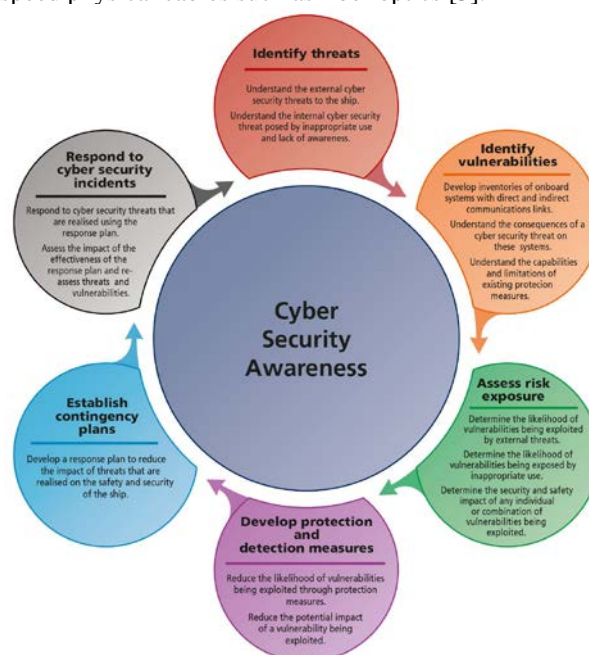 Identify threats
Understand the external cyber
security threats to the ship.
Understand the internal cyber security
threat posed by inappropriate use
and lack of awareness.
Identify
vulnerabilities
Develop inventories of onboard
systems with direct and indirect
communications links.
Understand the consequences of a
cyber security threat on
these systems.
Understand the capabilities
and limitations of
existing protecion
measures.
Assess risk
exposure
Determine the likelihood of
vulnerabilities being exploited
by external threats.
Determine the likelihood of
vulnerabilities being exposed by
inappropriate use.
Determine the security and safety
impact of any individual
or combination of
vulnerabilities being
exploited.
Develop protection
and
detection measures
Reduce the likelihood of vulnerabilities
being exploited through protection
measures.
Reduce the potential impact
of a vulnerability being
exploited.
Establish
contingency
plans
Develop a response plan to reduce
the impact of threats that are
realised on the safety and security
of the ship.
Respond to
cyber security
incidents
Respond to cyber security threats that
are realised using the
response plan.
Assess the impact of the
effectiveness of the
response plan and re-
assess threats and
vulnerabilities.
Cyber
Security
Awareness